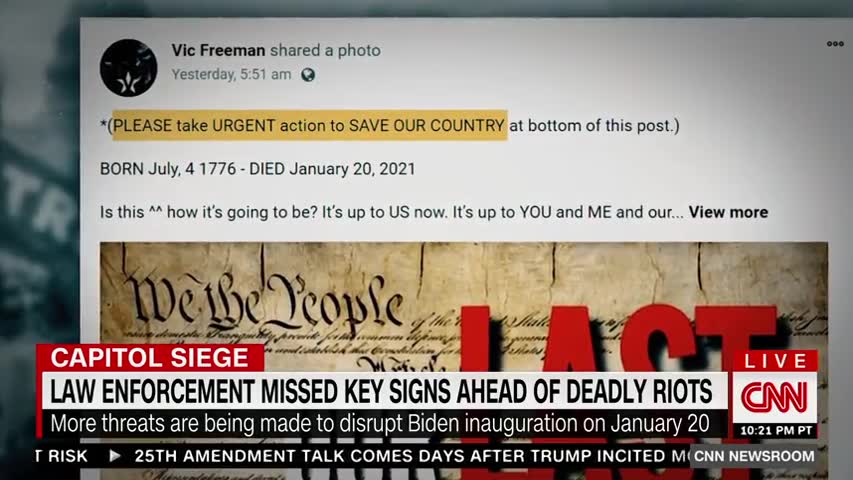 Vic Freeman shared a photo
Yesterday, 5:51 am
*(PLEASE take URGENT action to SAVE OUR COUNTRY at bottom of this post.)
BORN July, 4 1776 - DIED January 20, 2021
Is this ^^ how it's going to be? It's up to US now. It's up to YOU and ME and our... View more
We the People of the
LAST
Article
CAPITOL SIEGE
LAW ENFORCEMENT MISSED KEY SIGNS AHEAD OF DEADLY RIOTS
More threats are being made to disrupt Biden inauguration on January 20
LIVE
CNN
10:21 PM PT
T RISK ▶ 25TH AMENDMENT TALK COMES DAYS AFTER TRUMP INCITED
CNN NEWSROOM